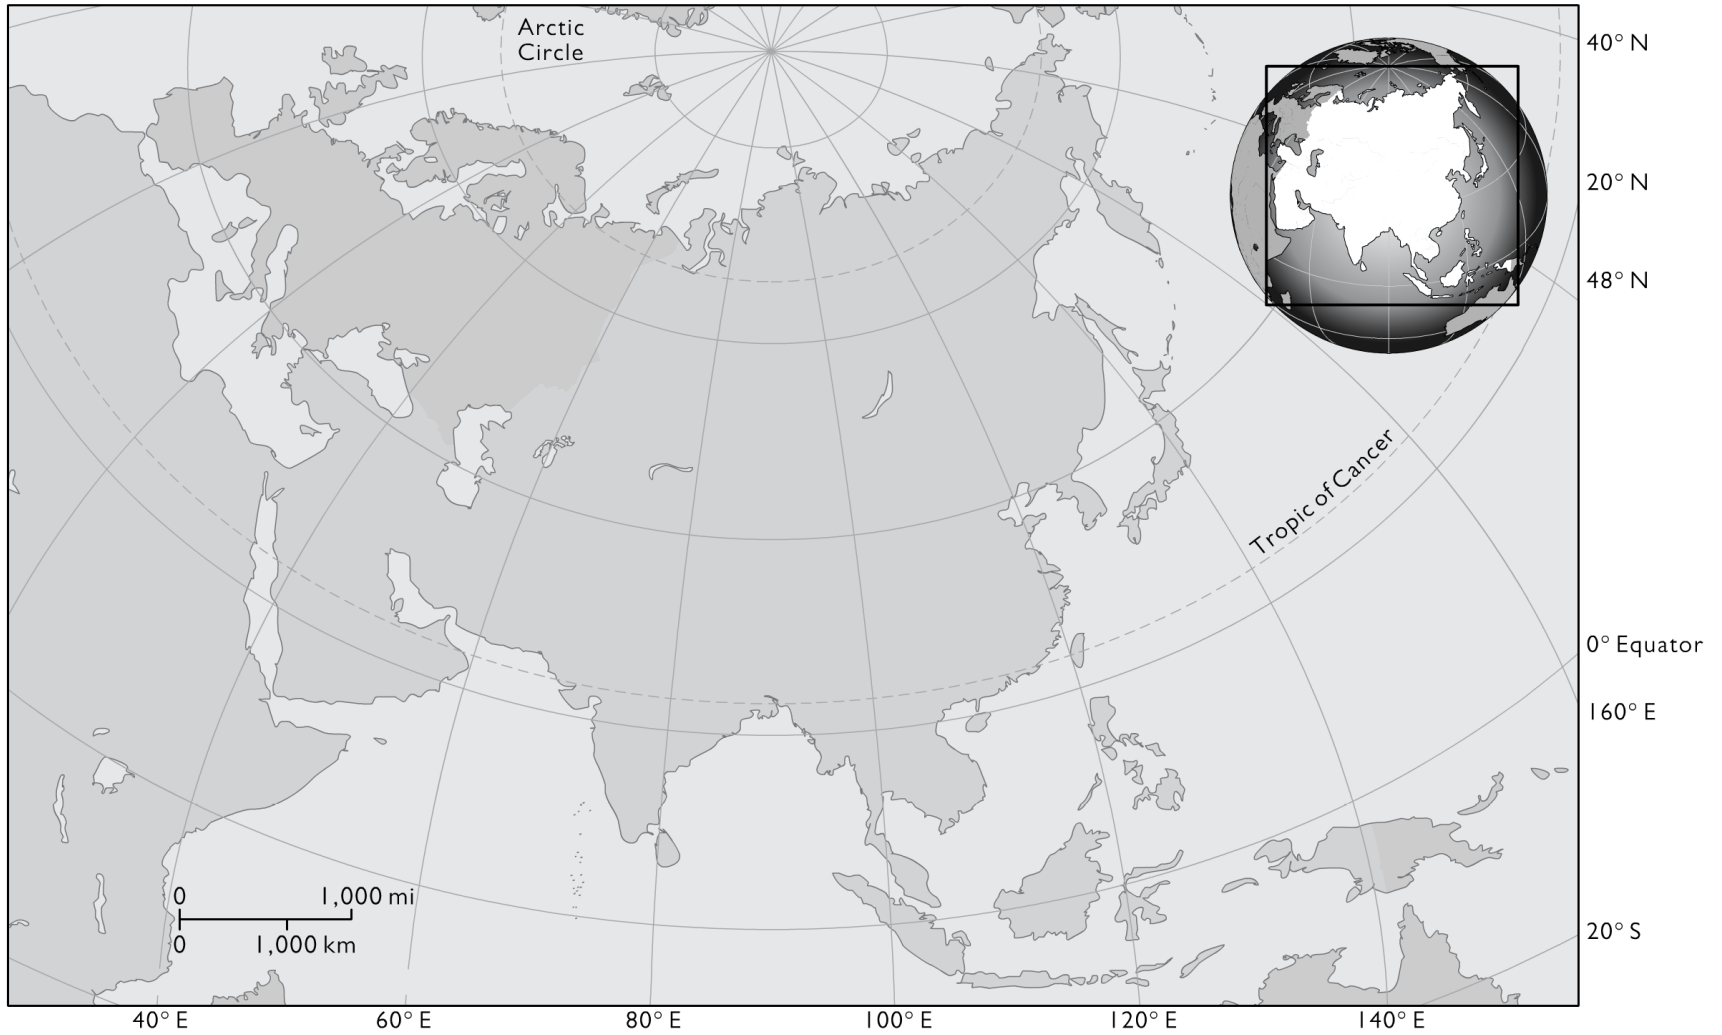 Arctic
Circle
40° N
20° N
48° N
Tropic of Cancer
0° Equator
160° E
0 1,000 mi
0 1,000 km
20° S
40° E 60° E 80° E 100° E 120° E 140° E